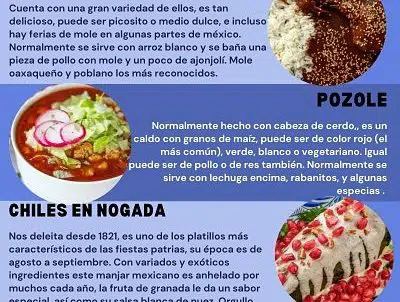 Cuenta con una gran variedad de ellos, es tan
delicioso, puede ser picosito o medio dulce, e incluso
hay ferias de mole en algunas partes de méxico.
Normalmente se sirve con arroz blanco y se baña una
pieza de pollo con mole y un poco de ajonjolí. Mole
oaxaqueño y poblano los más reconocidos.
POZOLE
Normalmente hecho con cabeza de cerdo,, es un
caldo con granos de maíz, puede ser de color rojo (el
más común), verde, blanco o vegetariano. Igual
puede ser de pollo o de res también. Normalmente se
sirve con lechuga encima, rabanitos, y algunas
especias .
CHILES EN NOGADA
Nos deleita desde 1821, es uno de los platillos más
característicos de las fiestas patrias, su época es de
agosto a septiembre. Con variados y exóticos
ingredientes este manjar mexicano es anhelado por
muchos cada año, la fruta de granada le da un sabor
especial, así como su salsa blanca de nuez. Orgullo